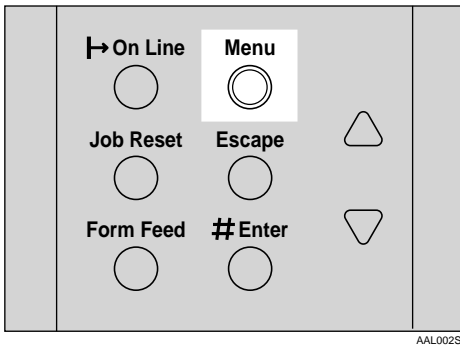 On Line Menu
Job Reset Escape
Form Feed # Enter
AAL002S